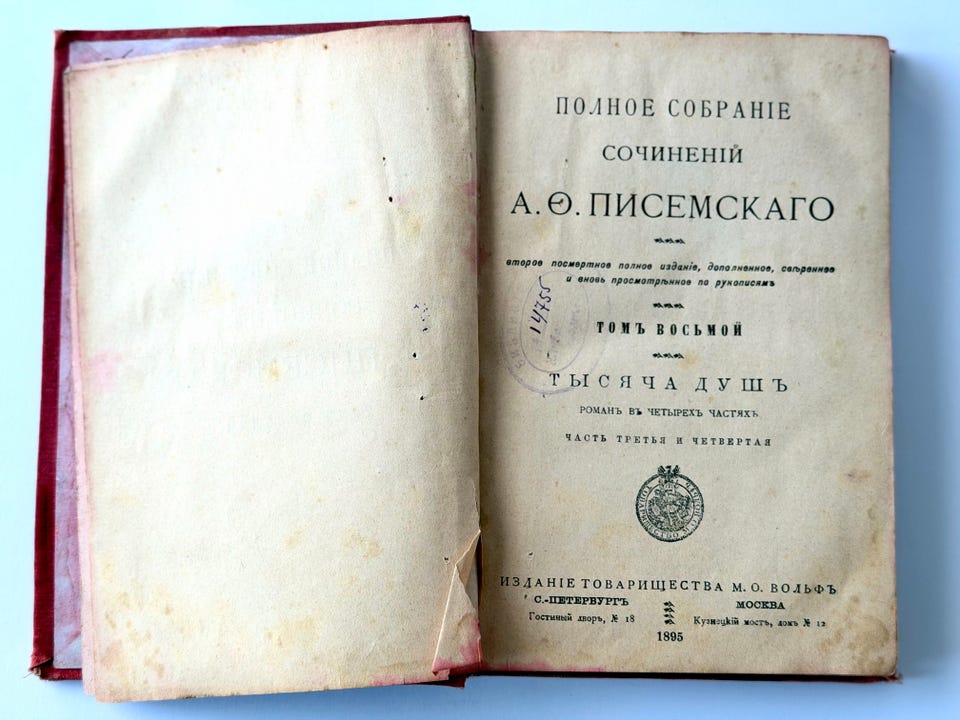 ПОЛНОЕ СОБРАНІЕ
СОЧИНЕНІЙ
А. Ѳ. ПИСЕМСКАГО
второе посмертное полное изданіе, дополненное, свѣренное
и вновь просмотрѣнное по рукописямъ
14755
ТОМЪ ВОСЬМОЙ
ТЫСЯЧА ДУШЪ
РОМАНЪ ВЪ ЧЕТЫРЕХЪ ЧАСТЯХЪ
ЧАСТЬ ТРЕТЬЯ И ЧЕТВЕРТАЯ
ИЗДАНІЕ ТОВАРИЩЕСТВА М. О. ВОЛЬФЪ
С.-ПЕТЕРБУРГЪ МОСКВА
Гостиный дворъ, № 18 Кузнецкій мостъ, домъ № 12
1895